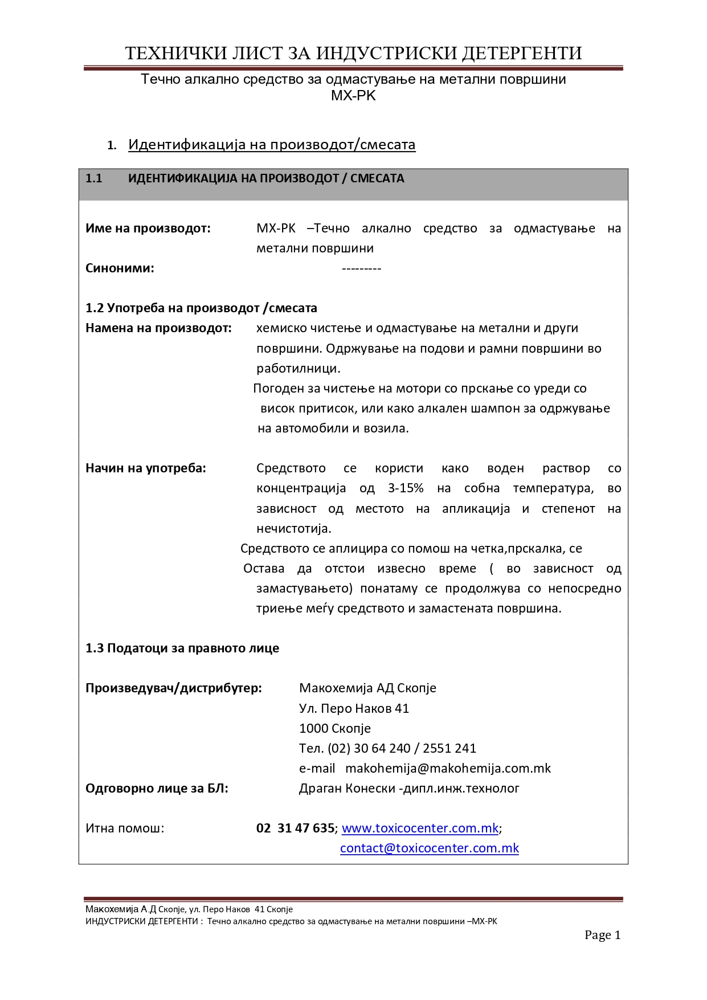 ТЕХНИЧКИ ЛИСТ ЗА ИНДУСТРИСКИ ДЕТЕРГЕНТИ
Течно алкално средство за одмастување на метални површини
MX-PK
1. Идентификација на производот/смесата
1.1 ИДЕНТИФИКАЦИЈА НА ПРОИЗВОДОТ / СМЕСАТА
Име на производот: MX-PK –Течно алкално средство за одмастување на
метални површини
Синоними: ---------
1.2 Употреба на производот /смесата
Намена на производот: хемиско чистење и одмастување на метални и други
површини. Одржување на подови и рамни површини во
работилници.
Погоден за чистење на мотори со прскање со уреди со
висок притисок, или како алкален шампон за одржување
на автомобили и возила.
Начин на употреба: Средството се користи како воден раствор со
концентрација од 3-15% на собна температура, во
зависност од местото на апликација и степенот на
нечистотија.
Средството се аплицира со помош на четка,прскалка, се
Остава да отстои извесно време ( во зависност од
замастувањето) понатаму се продолжува со непосредно
триење меѓу средството и замастената површина.
1.3 Податоци за правното лице
Произведувач/дистрибутер: Макохемија АД Скопје
Ул. Перо Наков 41
1000 Скопје
Тел. (02) 30 64 240 / 2551 241
e-mail makohemija@makohemija.com.mk
Одговорно лице за БЛ: Драган Конески -дипл.инж.технолог
Итна помош: 02 31 47 635; www.toxicocenter.com.mk;
contact@toxicocenter.com.mk
Макохемија А.Д Скопје, ул. Перо Наков 41 Скопје
ИНДУСТРИСКИ ДЕТЕРГЕНТИ : Течно алкално средство за одмастување на метални површини –MX-PK
Page 1